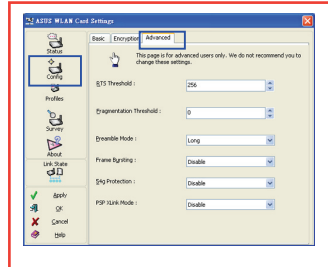 ASUS WLAN Card Settings
Status
Config
Profiles
Survey
About
Link State
Apply
OK
Cancel
Help
Basic
Encryption
Advanced
This page is for advanced users only. We do not recommend you to
change these settings.
RTS Threshold :
256
Fragmentation Threshold :
0
Preamble Mode :
Long
Frame Bursting :
Disable
54g Protection :
Disable
PSP XLink Mode :
Disable